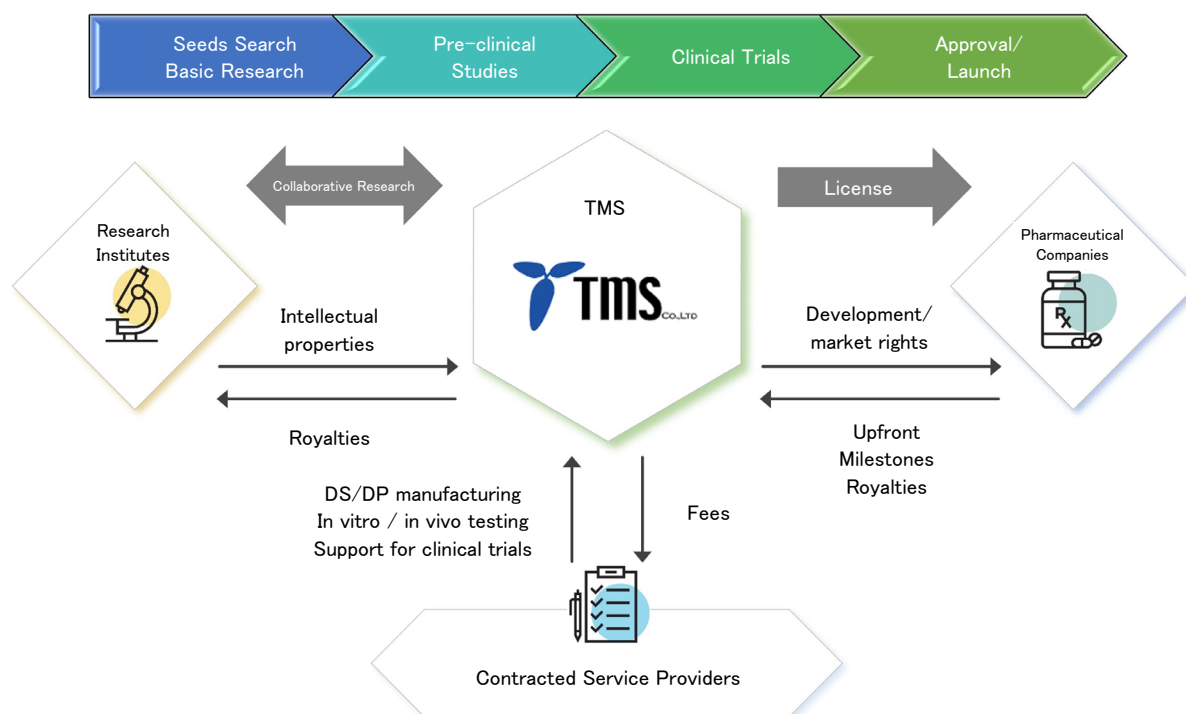 Seeds Search
Basic Research
Pre-clinical
Studies
Clinical Trials
Approval/
Launch
Collaborative Research
License
TMS
Research
Institutes
Pharmaceutical
Companies
TMS CO.,LTD
Rx
Intellectual
properties
Development/
market rights
Royalties
Upfront
Milestones
Royalties
DS/DP manufacturing
In vitro / in vivo testing
Support for clinical trials
Fees
Contracted Service Providers